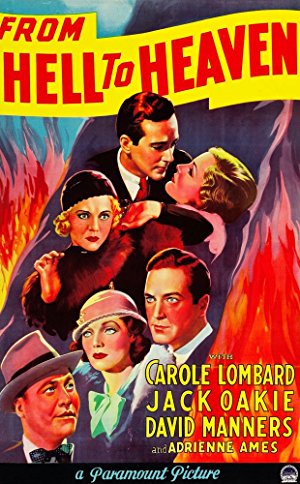 FROM
HELL TO HEAVEN
WITH
CAROLE LOMBARD
JACK OAKIE
DAVID MANNERS
AND ADRIENNE AMES
a Paramount Picture